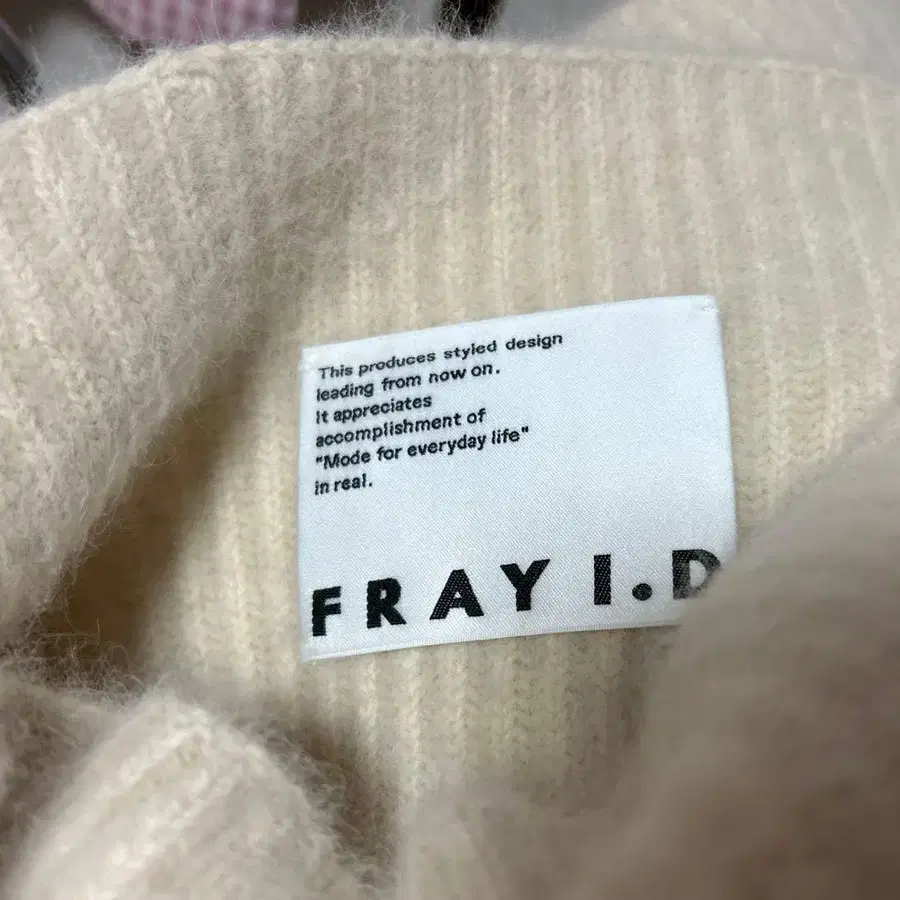 This produces styled design
leading from now on.
It appreciates
accomplishment of
"Mode for everyday life"
in real.
FRAY I.D